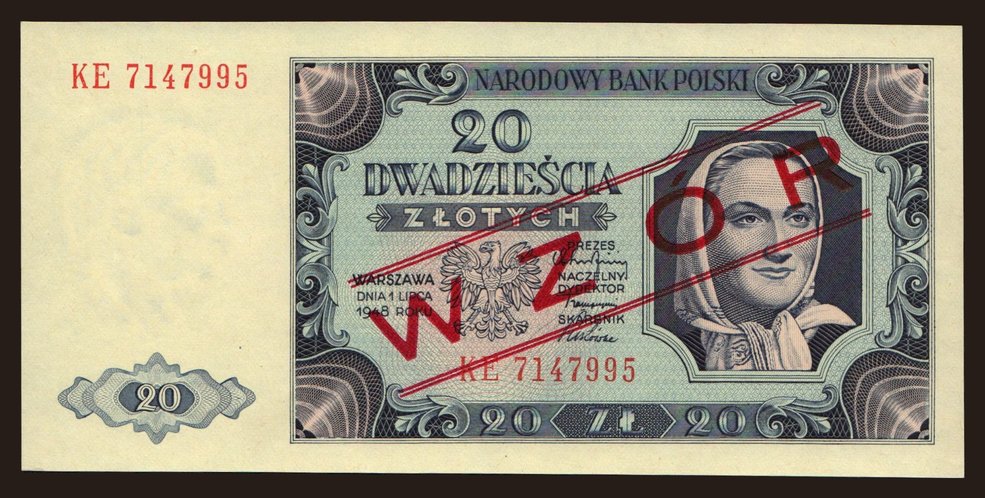 KE 7147995
NARODOWY BANK POLSKI
20
DWADZIEŚCIA
ZŁOTYCH
WZÓR
WARSZAWA
DNIA 1 LIPCA
1948 ROKU
PREZES
NACZELNY
DYREKTOR
SKARBNIK
KE 7147995
20
20 ZŁ 20